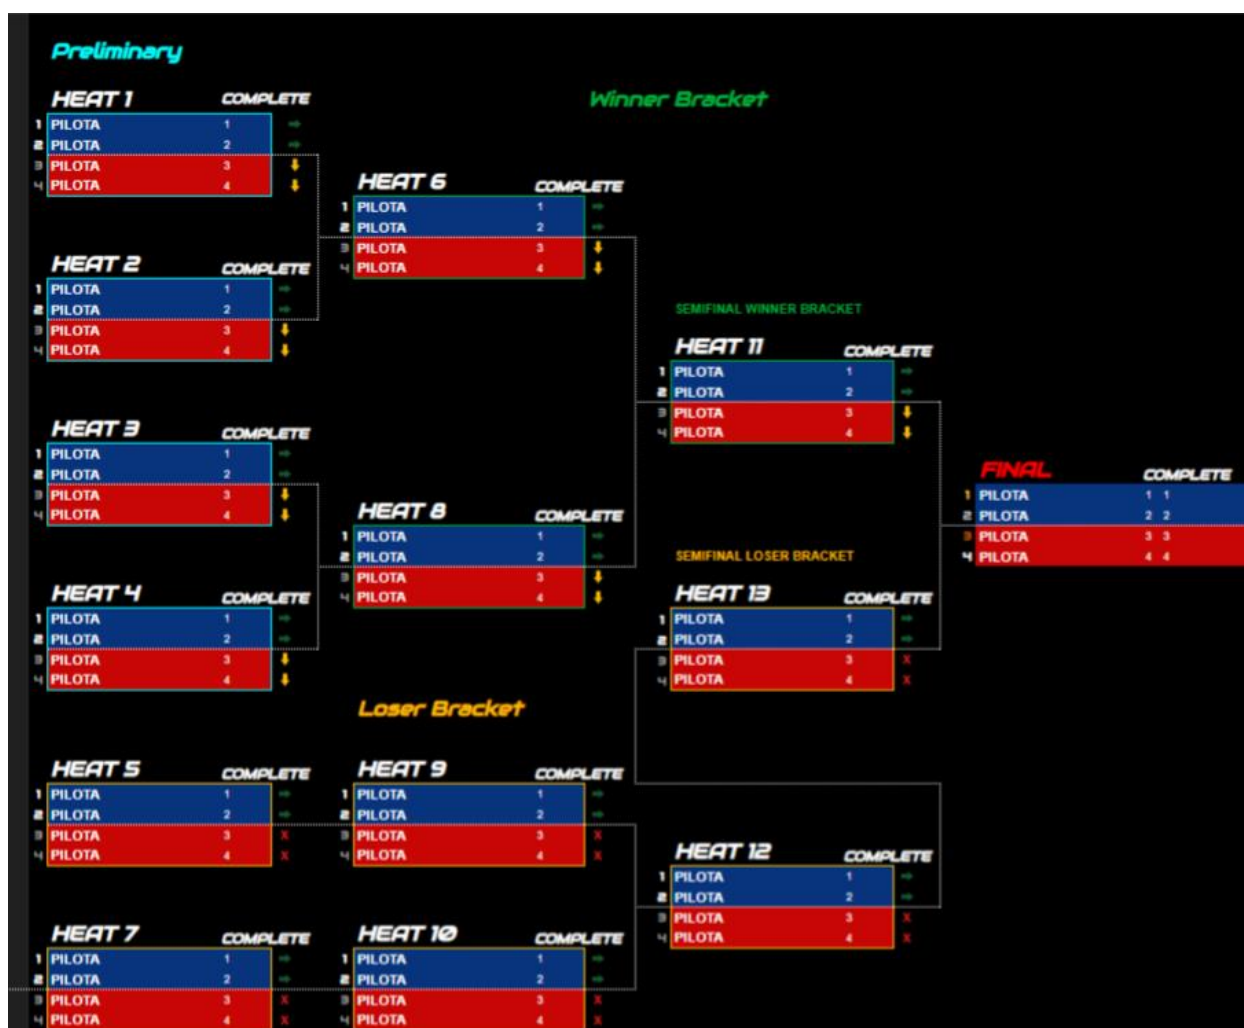 Preliminary
HEAT 1 COMPLETE
1 PILOTA 1
2 PILOTA 2
3 PILOTA 3
4 PILOTA 4
HEAT 2 COMPLETE
1 PILOTA 1
2 PILOTA 2
3 PILOTA 3
4 PILOTA 4
HEAT 3 COMPLETE
1 PILOTA 1
2 PILOTA 2
3 PILOTA 3
4 PILOTA 4
HEAT 4 COMPLETE
1 PILOTA 1
2 PILOTA 2
3 PILOTA 3
4 PILOTA 4
Winner Bracket
HEAT 6 COMPLETE
1 PILOTA 1
2 PILOTA 2
3 PILOTA 3
4 PILOTA 4
HEAT 8 COMPLETE
1 PILOTA 1
2 PILOTA 2
3 PILOTA 3
4 PILOTA 4
SEMIFINAL WINNER BRACKET
HEAT 11 COMPLETE
1 PILOTA 1
2 PILOTA 2
3 PILOTA 3
4 PILOTA 4
SEMIFINAL LOSER BRACKET
HEAT 13 COMPLETE
1 PILOTA 1
2 PILOTA 2
3 PILOTA 3 X
4 PILOTA 4 X
FINAL COMPLETE
1 PILOTA 1 1
2 PILOTA 2 2
3 PILOTA 3 3
4 PILOTA 4 4
Loser Bracket
HEAT 5 COMPLETE
1 PILOTA 1
2 PILOTA 2
3 PILOTA 3 X
4 PILOTA 4 X
HEAT 7 COMPLETE
1 PILOTA 1
2 PILOTA 2
3 PILOTA 3 X
4 PILOTA 4 X
HEAT 9 COMPLETE
1 PILOTA 1
2 PILOTA 2
3 PILOTA 3 X
4 PILOTA 4 X
HEAT 10 COMPLETE
1 PILOTA 1
2 PILOTA 2
3 PILOTA 3 X
4 PILOTA 4 X
HEAT 12 COMPLETE
1 PILOTA 1
2 PILOTA 2
3 PILOTA 3 X
4 PILOTA 4 X